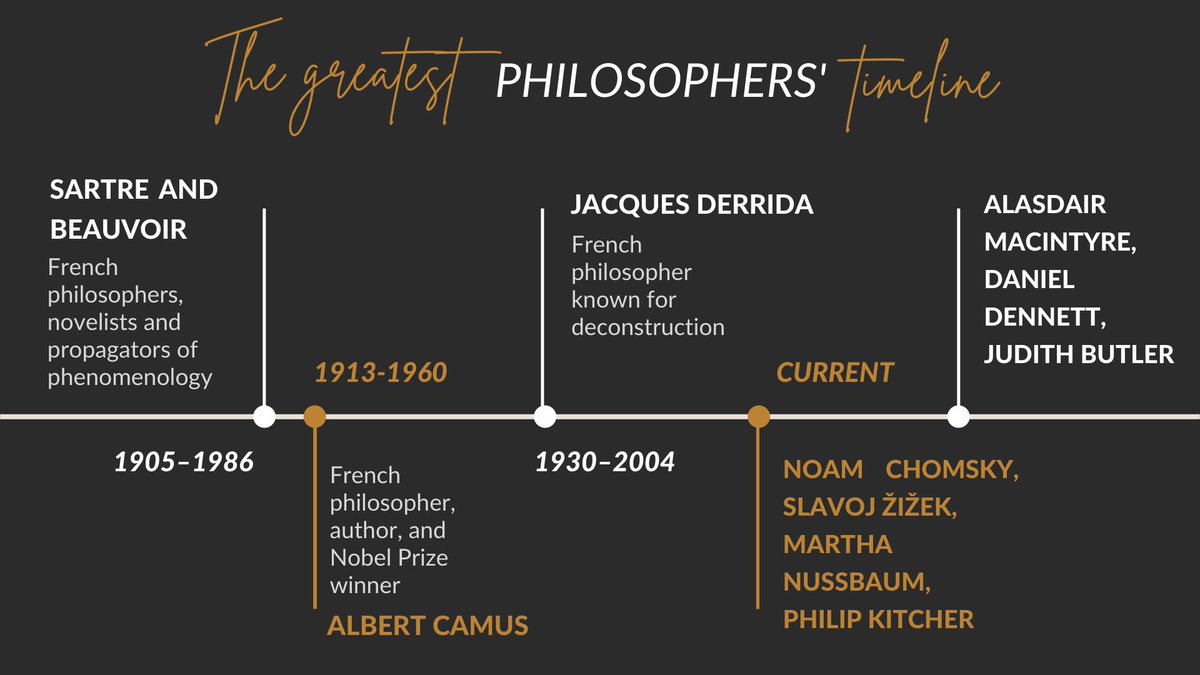 The greatest PHILOSOPHERS' timeline
SARTRE AND
BEAUVOIR
French
philosophers,
novelists and
propagators of
phenomenology
1905–1986
1913-1960
French
philosopher,
author, and
Nobel Prize
winner
ALBERT CAMUS
JACQUES DERRIDA
French
philosopher
known for
deconstruction
1930–2004
CURRENT
NOAM CHOMSKY,
SLAVOJ ŽIŽEK,
MARTHA
NUSSBAUM,
PHILIP KITCHER
ALASDAIR
MACINTYRE,
DANIEL
DENNETT,
JUDITH BUTLER